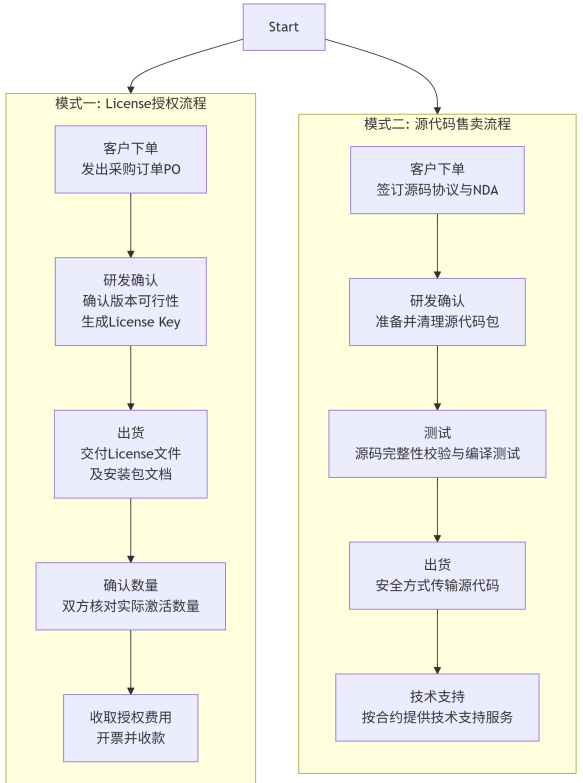 Start
模式一: License授权流程
客户下单
发出采购订单PO
研发确认
确认版本可行性
生成License Key
出货
交付License文件
及安装包文档
确认数量
双方核对实际激活数量
收取授权费用
开票并收款
模式二: 源代码售卖流程
客户下单
签订源码协议与NDA
研发确认
准备并清理源代码包
测试
源码完整性校验与编译测试
出货
安全方式传输源代码
技术支持
按合约提供技术支持服务